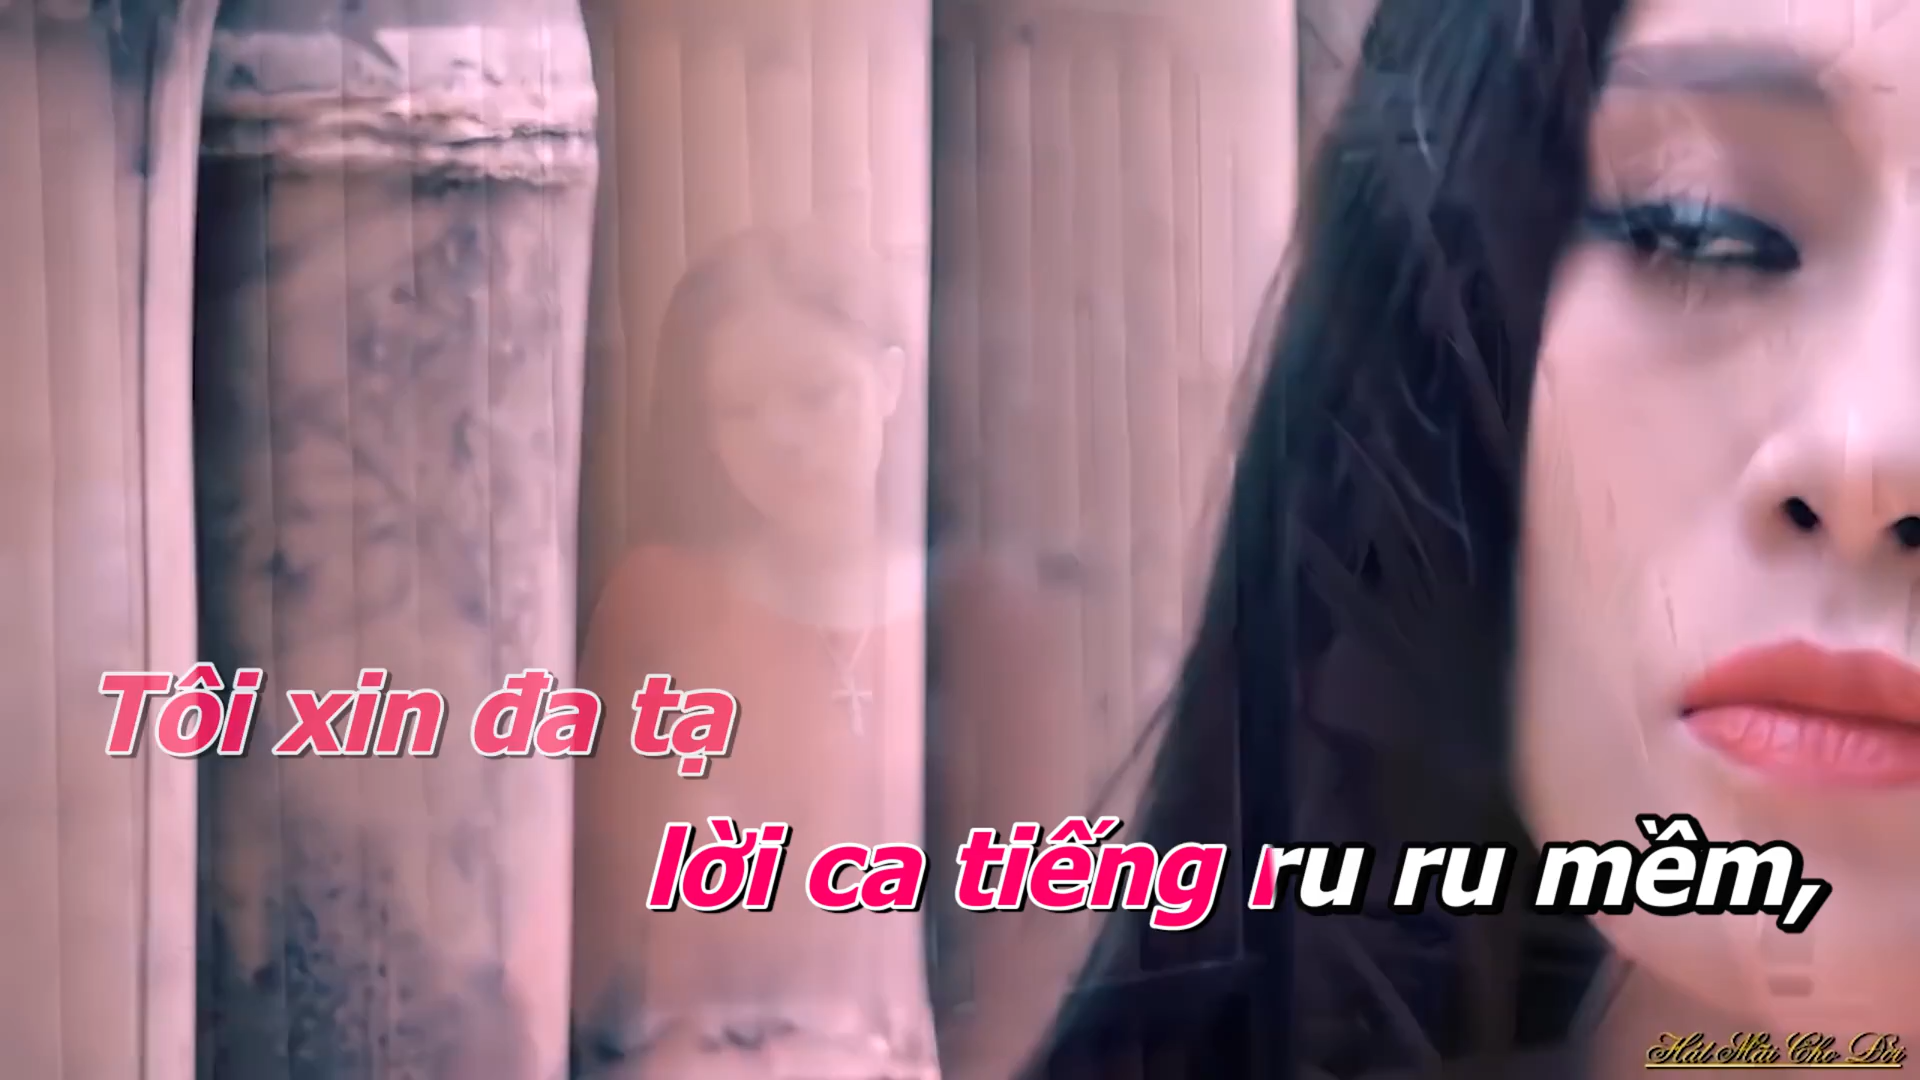 Tôi xin đa tạ
lời ca tiếng ru ru mềm,
Hát Mãi Cho Đời